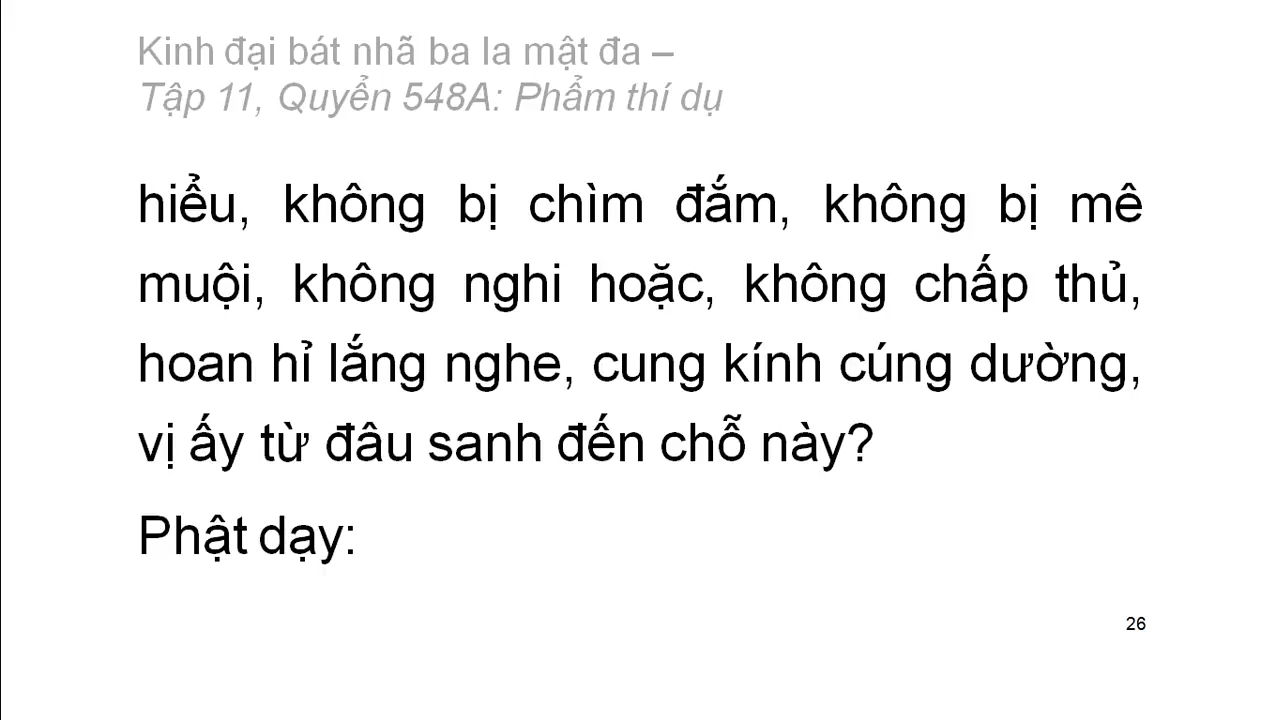 Kinh đại bát nhã ba la mật đa –
Tập 11, Quyển 548A: Phẩm thí dụ
hiểu, không bị chìm đắm, không bị mê
muội, không nghi hoặc, không chấp thủ,
hoan hỉ lắng nghe, cung kính cúng dường,
vị ấy từ đâu sanh đến chỗ này?
Phật dạy:
26